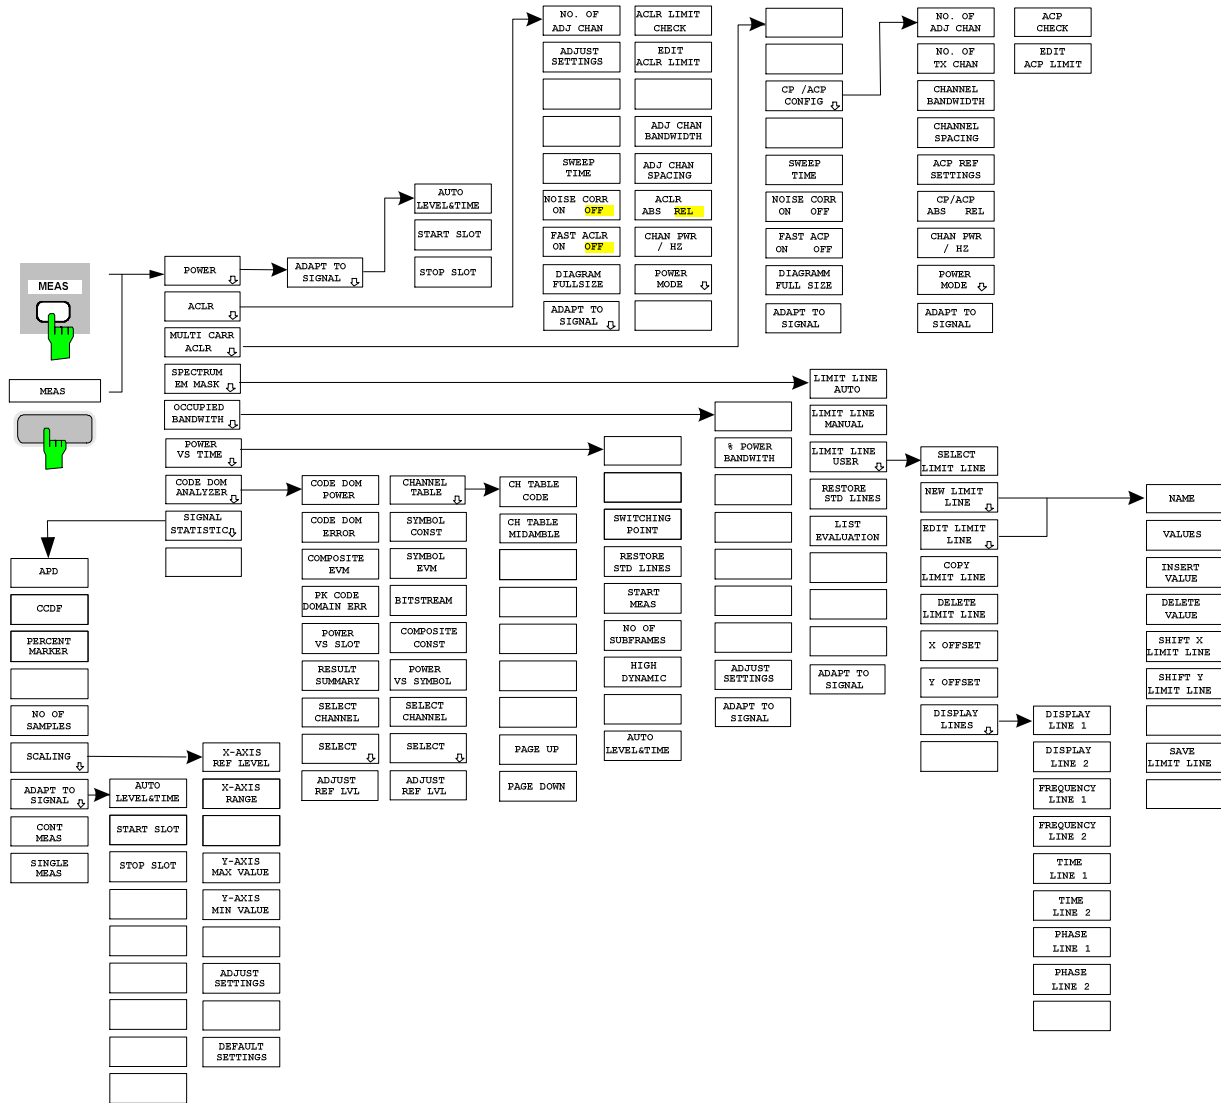 MEAS
MEAS
POWER
ACLR
MULTI CARR
ACLR
SPECTRUM
EM MASK
OCCUPIED
BANDWITH
POWER
VS TIME
CODE DOM
ANALYZER
SIGNAL
STATISTIC
ADAPT TO
SIGNAL
AUTO
LEVEL&TIME
START SLOT
STOP SLOT
NO. OF
ADJ CHAN
ADJUST
SETTINGS
SWEEP
TIME
NOISE CORR
ON OFF
FAST ACLR
ON OFF
DIAGRAM
FULLSIZE
ADAPT TO
SIGNAL
ACLR LIMIT
CHECK
EDIT
ACLR LIMIT
ADJ CHAN
BANDWIDTH
ADJ CHAN
SPACING
ACLR
ABS REL
CHAN PWR
/ HZ
POWER
MODE
CP /ACP
CONFIG
SWEEP
TIME
NOISE CORR
ON OFF
FAST ACP
ON OFF
DIAGRAMM
FULL SIZE
ADAPT TO
SIGNAL
NO. OF
ADJ CHAN
NO. OF
TX CHAN
CHANNEL
BANDWIDTH
CHANNEL
SPACING
ACP REF
SETTINGS
CP/ACP
ABS REL
CHAN PWR
/ HZ
POWER
MODE
ADAPT TO
SIGNAL
ACP
CHECK
EDIT
ACP LIMIT
LIMIT LINE
AUTO
LIMIT LINE
MANUAL
LIMIT LINE
USER
RESTORE
STD LINES
LIST
EVALUATION
ADAPT TO
SIGNAL
% POWER
BANDWITH
ADJUST
SETTINGS
ADAPT TO
SIGNAL
SWITCHING
POINT
RESTORE
STD LINES
START
MEAS
NO OF
SUBFRAMES
HIGH
DYNAMIC
AUTO
LEVEL&TIME
SELECT
LIMIT LINE
NEW LIMIT
LINE
EDIT LIMIT
LINE
COPY
LIMIT LINE
DELETE
LIMIT LINE
X OFFSET
Y OFFSET
DISPLAY
LINES
NAME
VALUES
INSERT
VALUE
DELETE
VALUE
SHIFT X
LIMIT LINE
SHIFT Y
LIMIT LINE
SAVE
LIMIT LINE
DISPLAY
LINE 1
DISPLAY
LINE 2
FREQUENCY
LINE 1
FREQUENCY
LINE 2
TIME
LINE 1
TIME
LINE 2
PHASE
LINE 1
PHASE
LINE 2
CODE DOM
POWER
CODE DOM
ERROR
COMPOSITE
EVM
PK CODE
DOMAIN ERR
POWER
VS SLOT
RESULT
SUMMARY
SELECT
CHANNEL
SELECT
ADJUST
REF LVL
CHANNEL
TABLE
SYMBOL
CONST
SYMBOL
EVM
BITSTREAM
COMPOSITE
CONST
POWER
VS SYMBOL
SELECT
CHANNEL
SELECT
ADJUST
REF LVL
CH TABLE
CODE
CH TABLE
MIDAMBLE
PAGE UP
PAGE DOWN
APD
CCDF
PERCENT
MARKER
NO OF
SAMPLES
SCALING
ADAPT TO
SIGNAL
CONT
MEAS
SINGLE
MEAS
AUTO
LEVEL&TIME
START SLOT
STOP SLOT
X-AXIS
REF LEVEL
X-AXIS
RANGE
Y-AXIS
MAX VALUE
Y-AXIS
MIN VALUE
ADJUST
SETTINGS
DEFAULT
SETTINGS